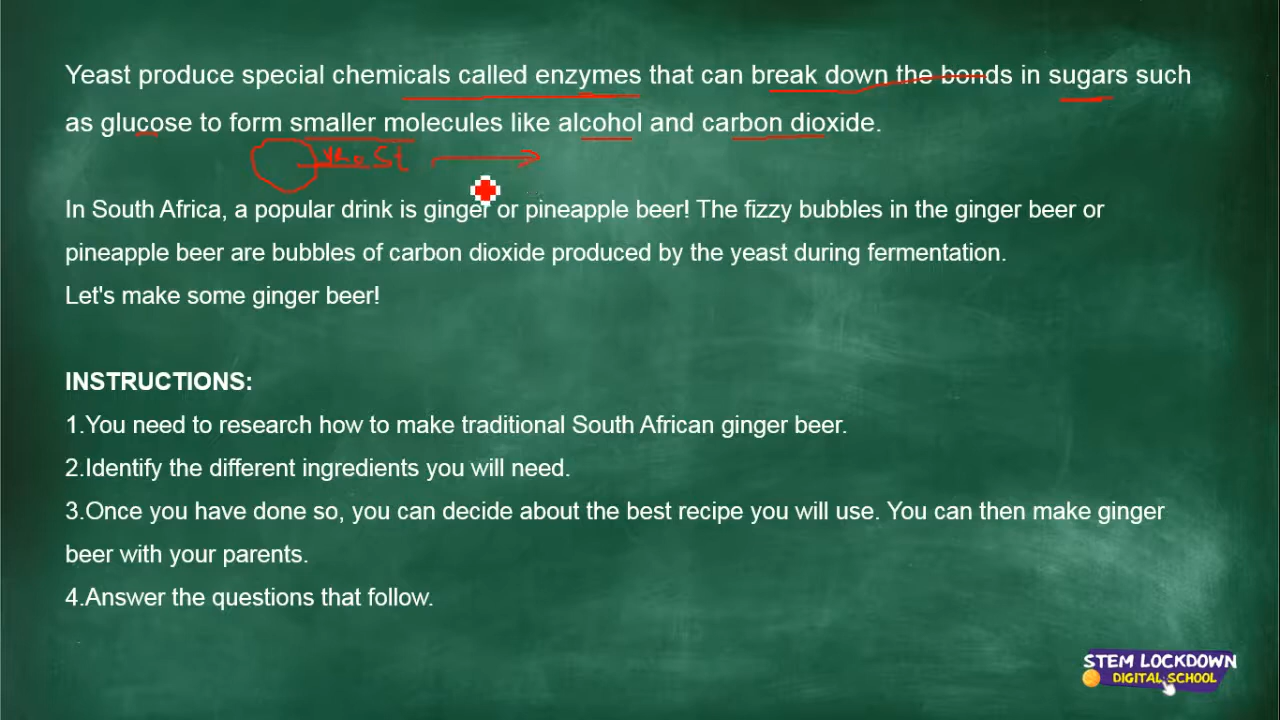 Yeast produce special chemicals called enzymes that can break down the bonds in sugars such
as glucose to form smaller molecules like alcohol and carbon dioxide.
yeast
In South Africa, a popular drink is ginger or pineapple beer! The fizzy bubbles in the ginger beer or
pineapple beer are bubbles of carbon dioxide produced by the yeast during fermentation.
Let's make some ginger beer!
INSTRUCTIONS:
1.You need to research how to make traditional South African ginger beer.
2.Identify the different ingredients you will need.
3.Once you have done so, you can decide about the best recipe you will use. You can then make ginger
beer with your parents.
4.Answer the questions that follow.
STEM LOCKDOWN
DIGITAL SCHOOL